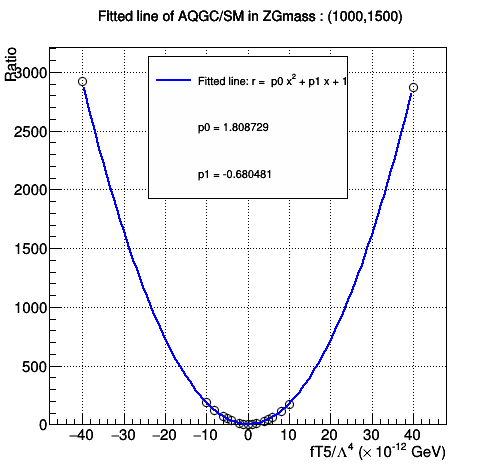 FItted line of AQGC/SM in ZGmass : (1000,1500)
Ratio
3000
2500
2000
1500
1000
500
0
Fitted line: r = p0 x² + p1 x + 1
p0 = 1.808729
p1 = -0.680481
−40 −30 −20 −10 0 10 20 30 40
fT5/Λ⁴ (× 10⁻¹² GeV)